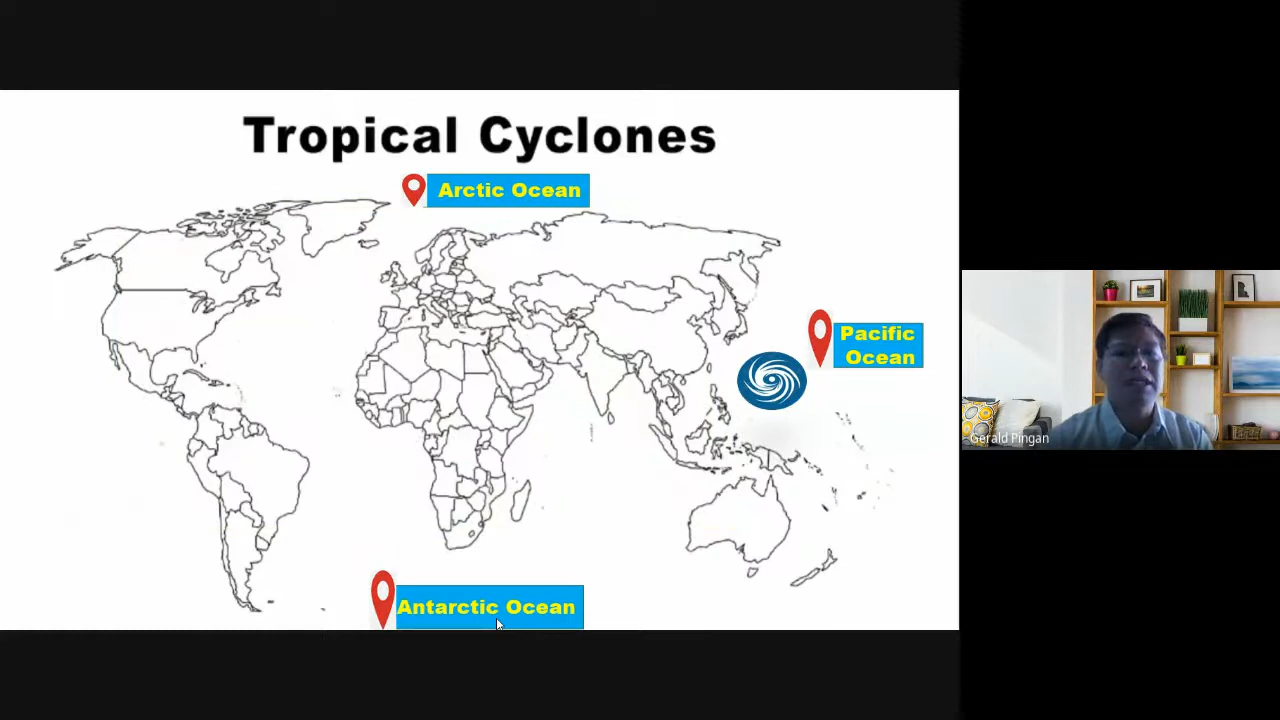 Tropical Cyclones
Arctic Ocean
Pacific
Ocean
Antarctic Ocean
Gerald Pingan